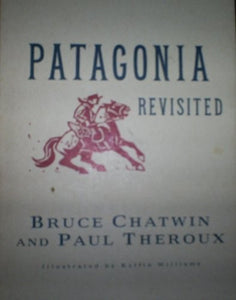 PATAGONIA
REVISITED
BRUCE CHATWIN
AND PAUL THEROUX
Illustrated by Kyffin Williams